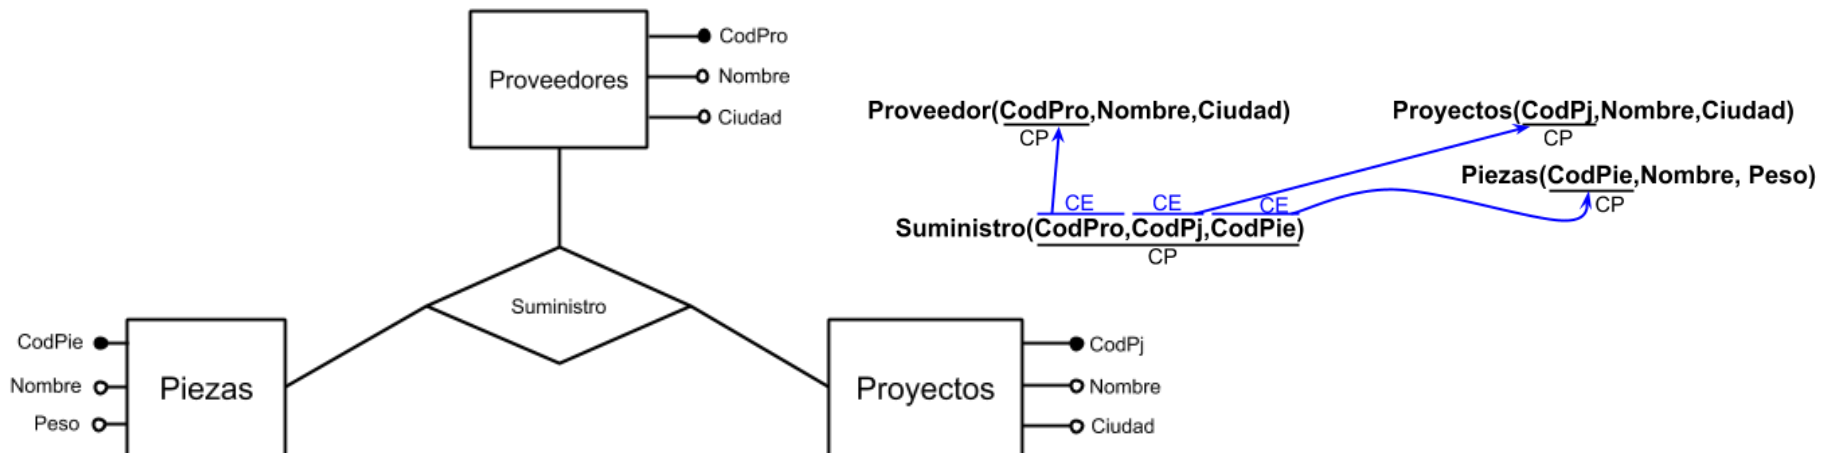 CodPro
Nombre
Ciudad
Proveedores
Proveedor(CodPro,Nombre,Ciudad)
CP
Proyectos(CodPj,Nombre,Ciudad)
CP
Piezas(CodPie,Nombre, Peso)
CP
CE CE CE
Suministro(CodPro,CodPj,CodPie)
CP
Suministro
CodPie
Nombre
Peso
Piezas
Proyectos
CodPj
Nombre
Ciudad